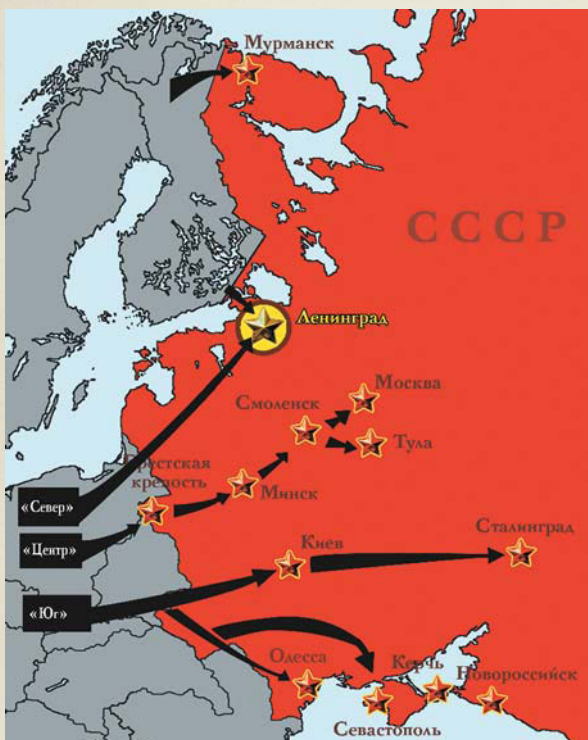 Мурманск
СССР
Ленинград
Москва
Смоленск
Тула
Брестская
крепость
Минск
«Север»
«Центр»
Сталинград
Киев
«Юг»
Одесса
Керчь
Новороссийск
Севастополь